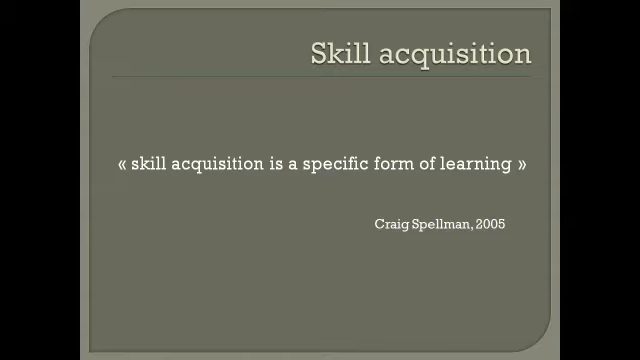 Skill acquisition
« skill acquisition is a specific form of learning »
Craig Spellman, 2005